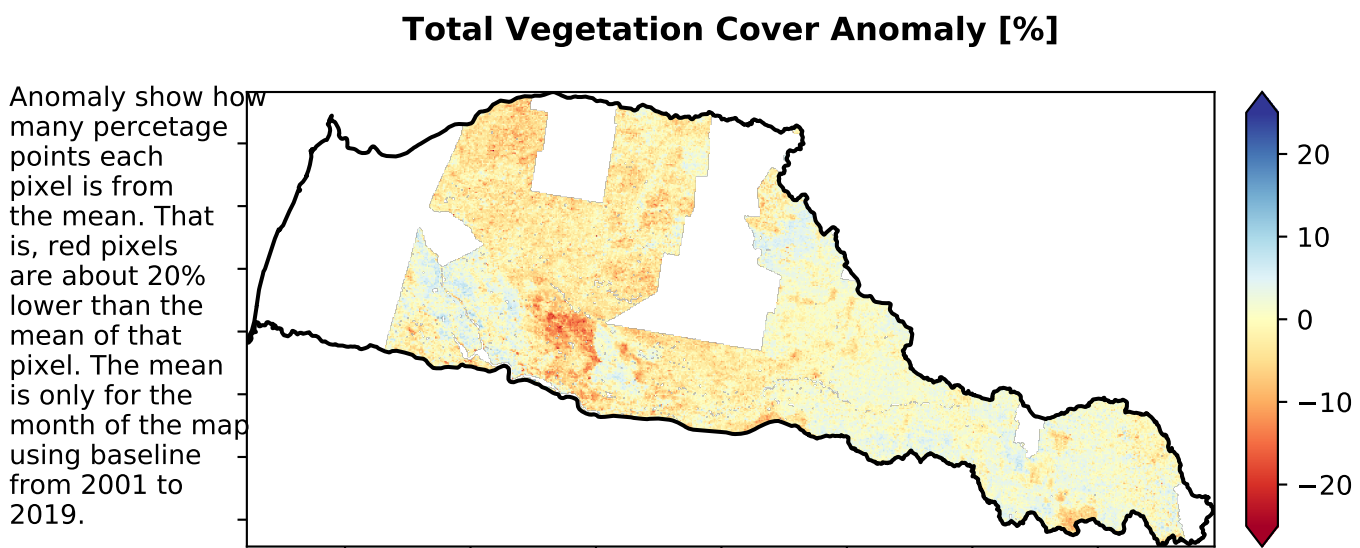 Total Vegetation Cover Anomaly [%]
Anomaly show how
many percetage
points each
pixel is from
the mean. That
is, red pixels
are about 20%
lower than the
mean of that
pixel. The mean
is only for the
month of the map
using baseline
from 2001 to
2019.
20
10
0
−10
−20